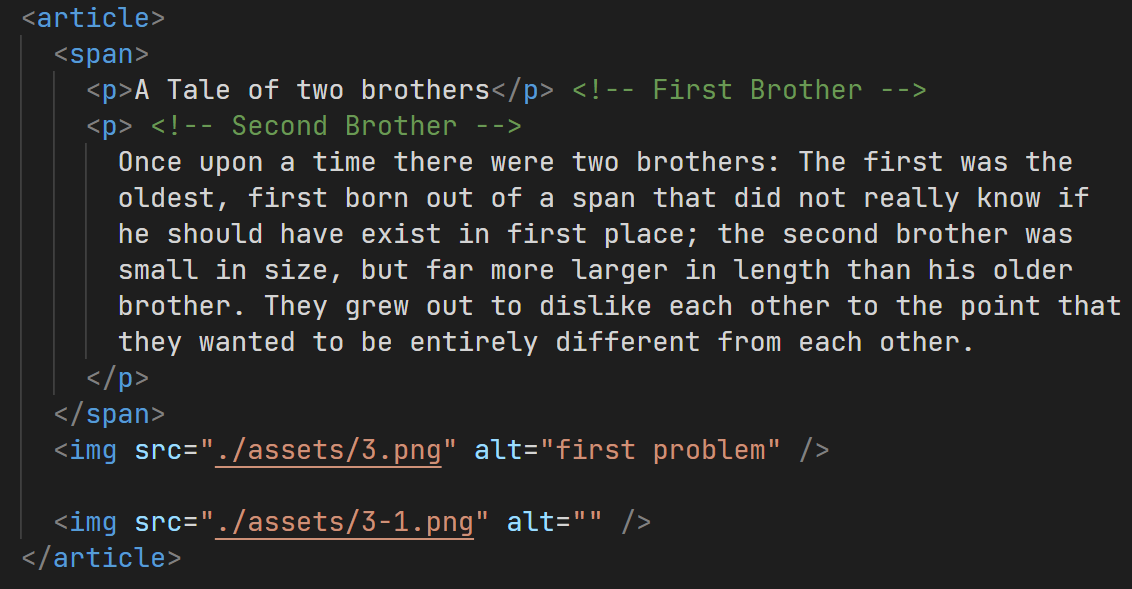 <article>
<span>
<p>A Tale of two brothers</p> <!-- First Brother -->
<p> <!-- Second Brother -->
Once upon a time there were two brothers: The first was the
oldest, first born out of a span that did not really know if
he should have exist in first place; the second brother was
small in size, but far more larger in length than his older
brother. They grew out to dislike each other to the point that
they wanted to be entirely different from each other.
</p>
</span>
<img src="./assets/3.png" alt="first problem" />
<img src="./assets/3-1.png" alt="" />
</article>